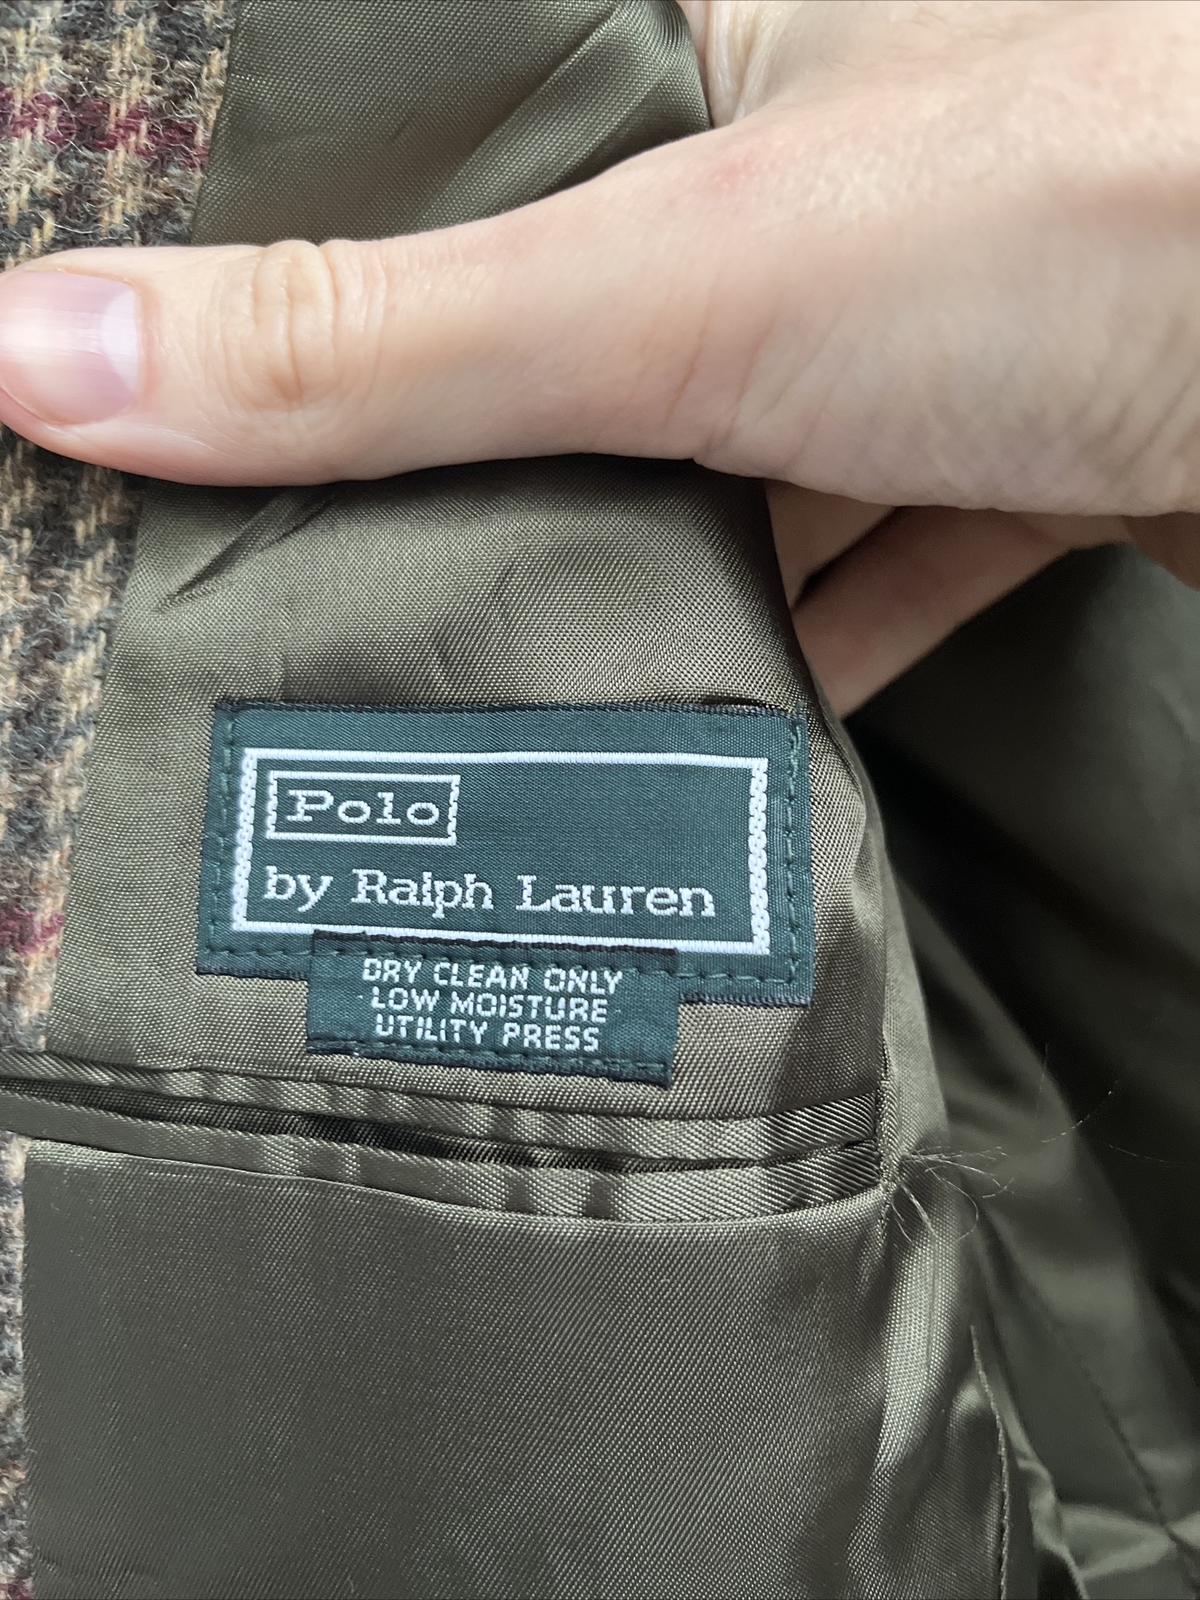 Polo
by Ralph Lauren
DRY CLEAN ONLY
LOW MOISTURE
UTILITY PRESS